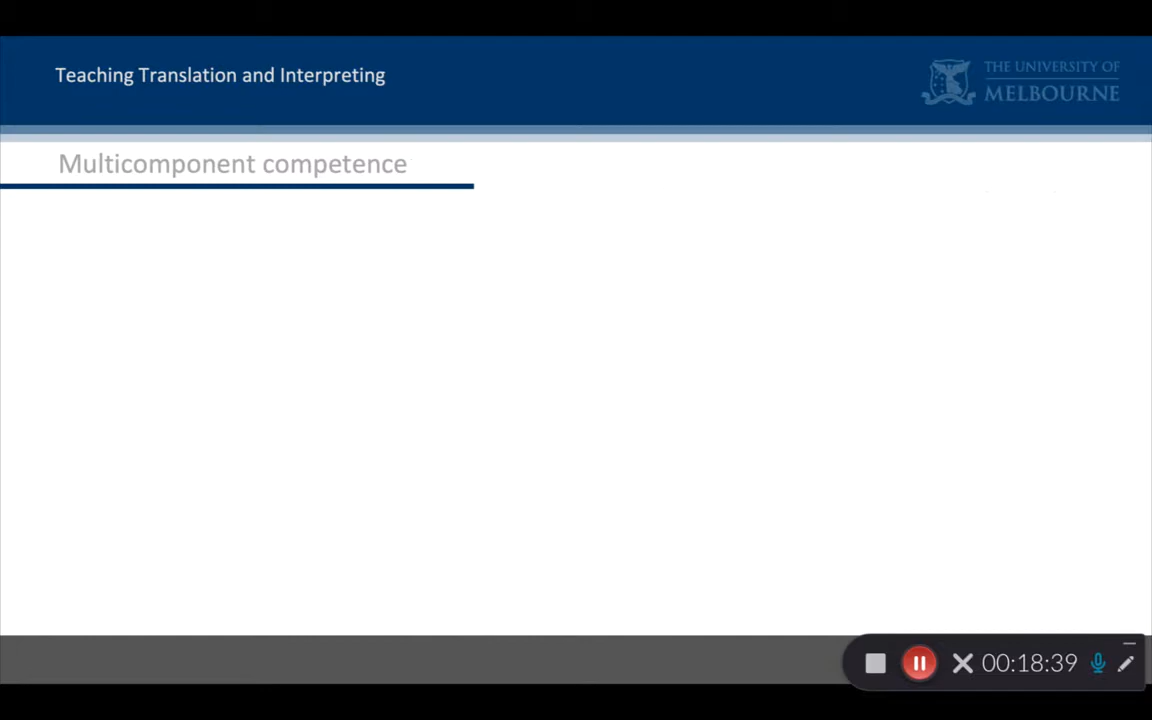 Teaching Translation and Interpreting
THE UNIVERSITY OF
MELBOURNE
Multicomponent competence
00:18:39